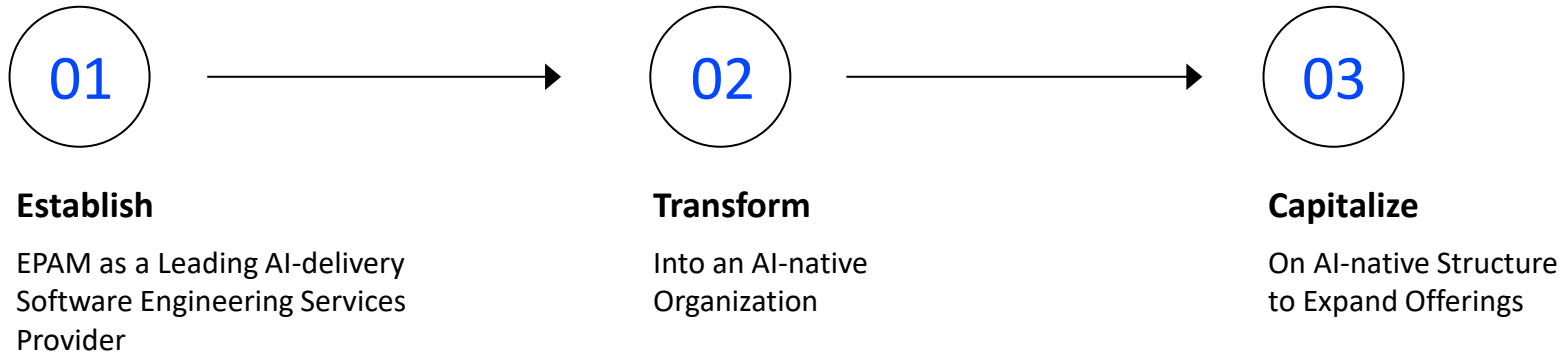 01
Establish
EPAM as a Leading AI-delivery
Software Engineering Services
Provider
02
Transform
Into an AI-native
Organization
03
Capitalize
On AI-native Structure
to Expand Offerings